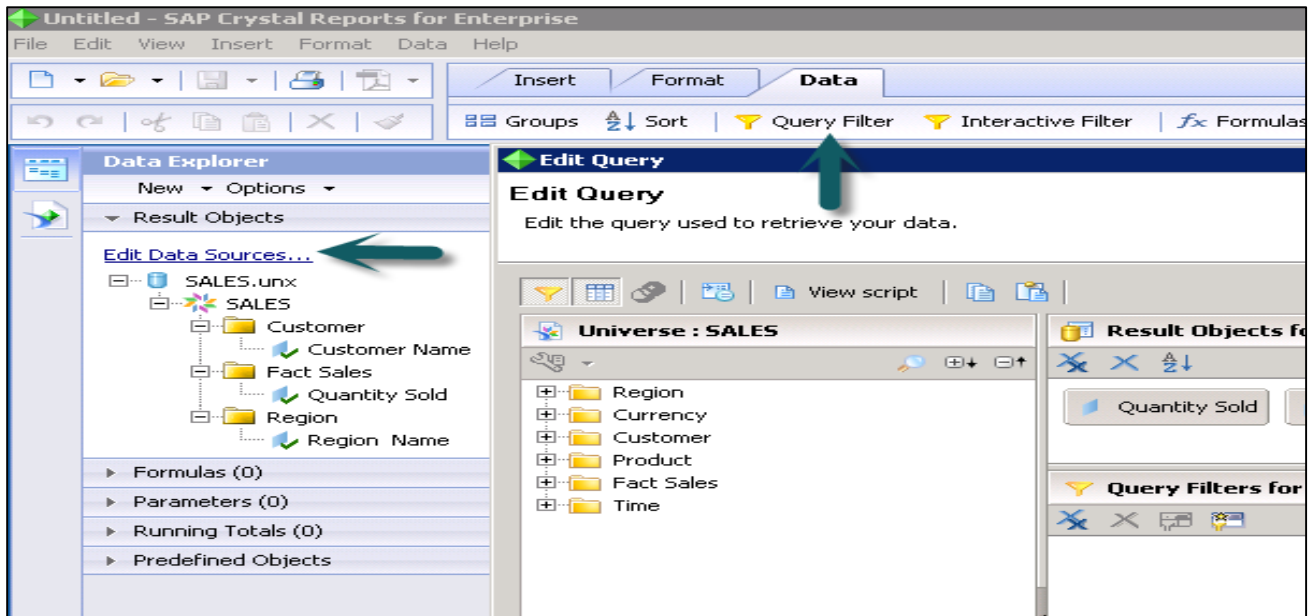 Untitled - SAP Crystal Reports for Enterprise
File Edit View Insert Format Data Help
Insert Format Data
Groups Sort Query Filter Interactive Filter fx Formulas
Data Explorer
New Options
Result Objects
Edit Data Sources...
SALES.unx
SALES
Customer
Customer Name
Fact Sales
Quantity Sold
Region
Region Name
Formulas (0)
Parameters (0)
Running Totals (0)
Predefined Objects
Edit Query
Edit Query
Edit the query used to retrieve your data.
View script
Universe : SALES
Region
Currency
Customer
Product
Fact Sales
Time
Result Objects fo
Quantity Sold
Query Filters for